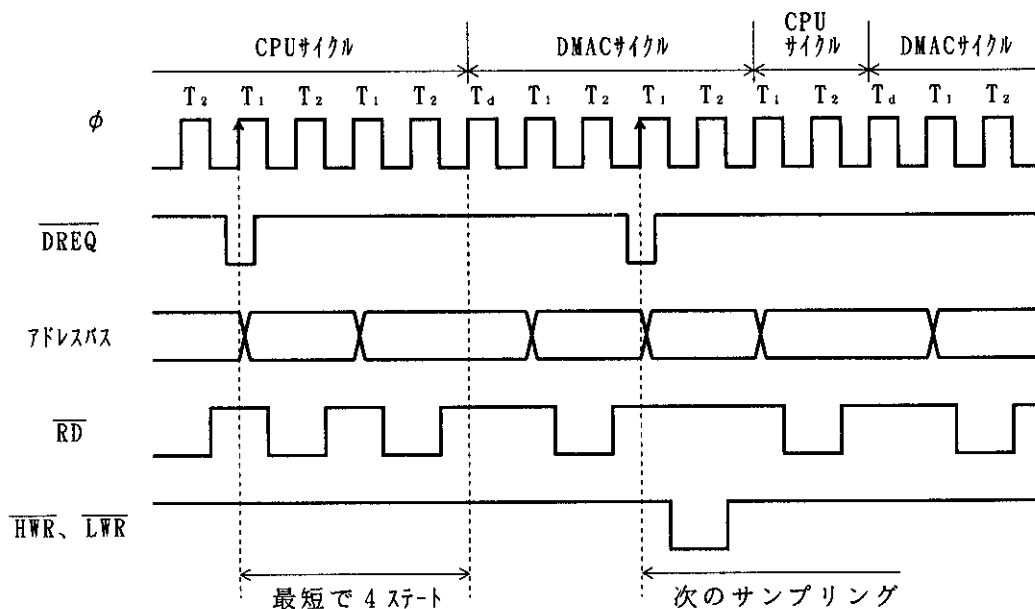 CPU
CPUサイクル DMACサイクル サイクル DMACサイクル
T₂ T₁ T₂ T₁ T₂ T_d T₁ T₂ T₁ T₂ T₁ T₂ T_d T₁ T₂
φ
DREQ
アドレスバス
RD
HWR、LWR
最短で4ステート 次のサンプリング